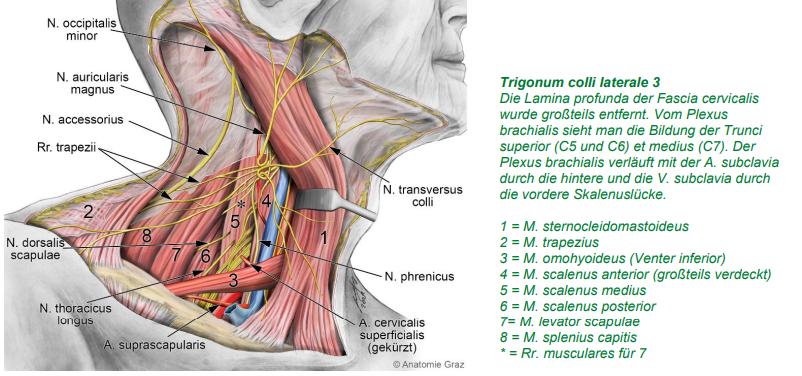 N. occipitalis
minor
N. auricularis
magnus
N. accessorius
Rr. trapezii
N. transversus
colli
N. dorsalis
scapulae
N. phrenicus
N. thoracicus
longus
A. cervicalis
superficialis
(gekürzt)
A. suprascapularis
2
8
7
6
5
*
4
3
1
© Anatomie Graz
Trigonum colli laterale 3
Die Lamina profunda der Fascia cervicalis
wurde großteils entfernt. Vom Plexus
brachialis sieht man die Bildung der Trunci
superior (C5 und C6) et medius (C7). Der
Plexus brachialis verläuft mit der A. subclavia
durch die hintere und die V. subclavia durch
die vordere Skalenuslücke.
1 = M. sternocleidomastoideus
2 = M. trapezius
3 = M. omohyoideus (Venter inferior)
4 = M. scalenus anterior (großteils verdeckt)
5 = M. scalenus medius
6 = M. scalenus posterior
7= M. levator scapulae
8 = M. splenius capitis
* = Rr. musculares für 7